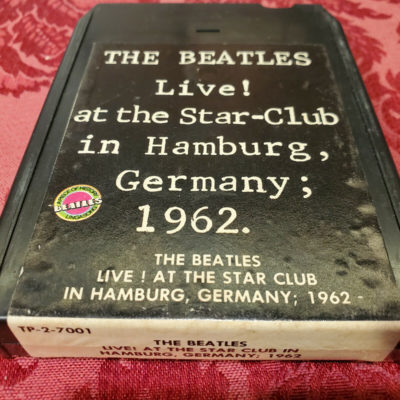 THE BEATLES
Live!
at the Star-Club
in Hamburg,
Germany;
1962.
BEATLES
THE BEATLES
LIVE ! AT THE STAR CLUB
IN HAMBURG, GERMANY; 1962 -
TP-2-7001
THE BEATLES
LIVE! AT THE STAR CLUB IN
HAMBURG, GERMANY; 1962